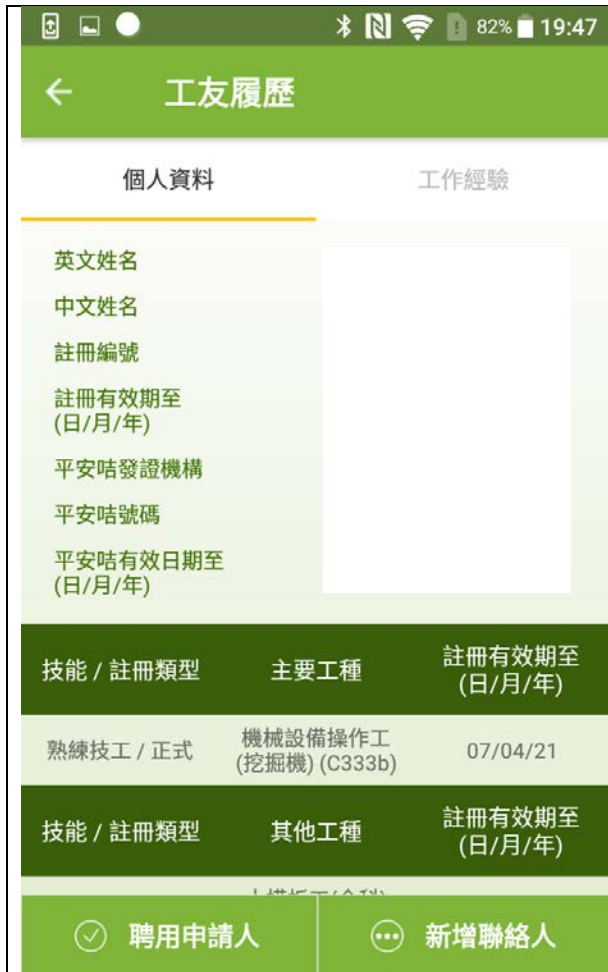 82% 19:47
工友履歷
個人資料 工作經驗
英文姓名
中文姓名
註冊編號
註冊有效期至
(日/月/年)
平安咭發證機構
平安咭號碼
平安咭有效日期至
(日/月/年)
技能 / 註冊類型 主要工種 註冊有效期至
(日/月/年)
熟練技工 / 正式 機械設備操作工
(挖掘機) (C333b) 07/04/21
技能 / 註冊類型 其他工種 註冊有效期至
(日/月/年)
聘用申請人 新增聯絡人